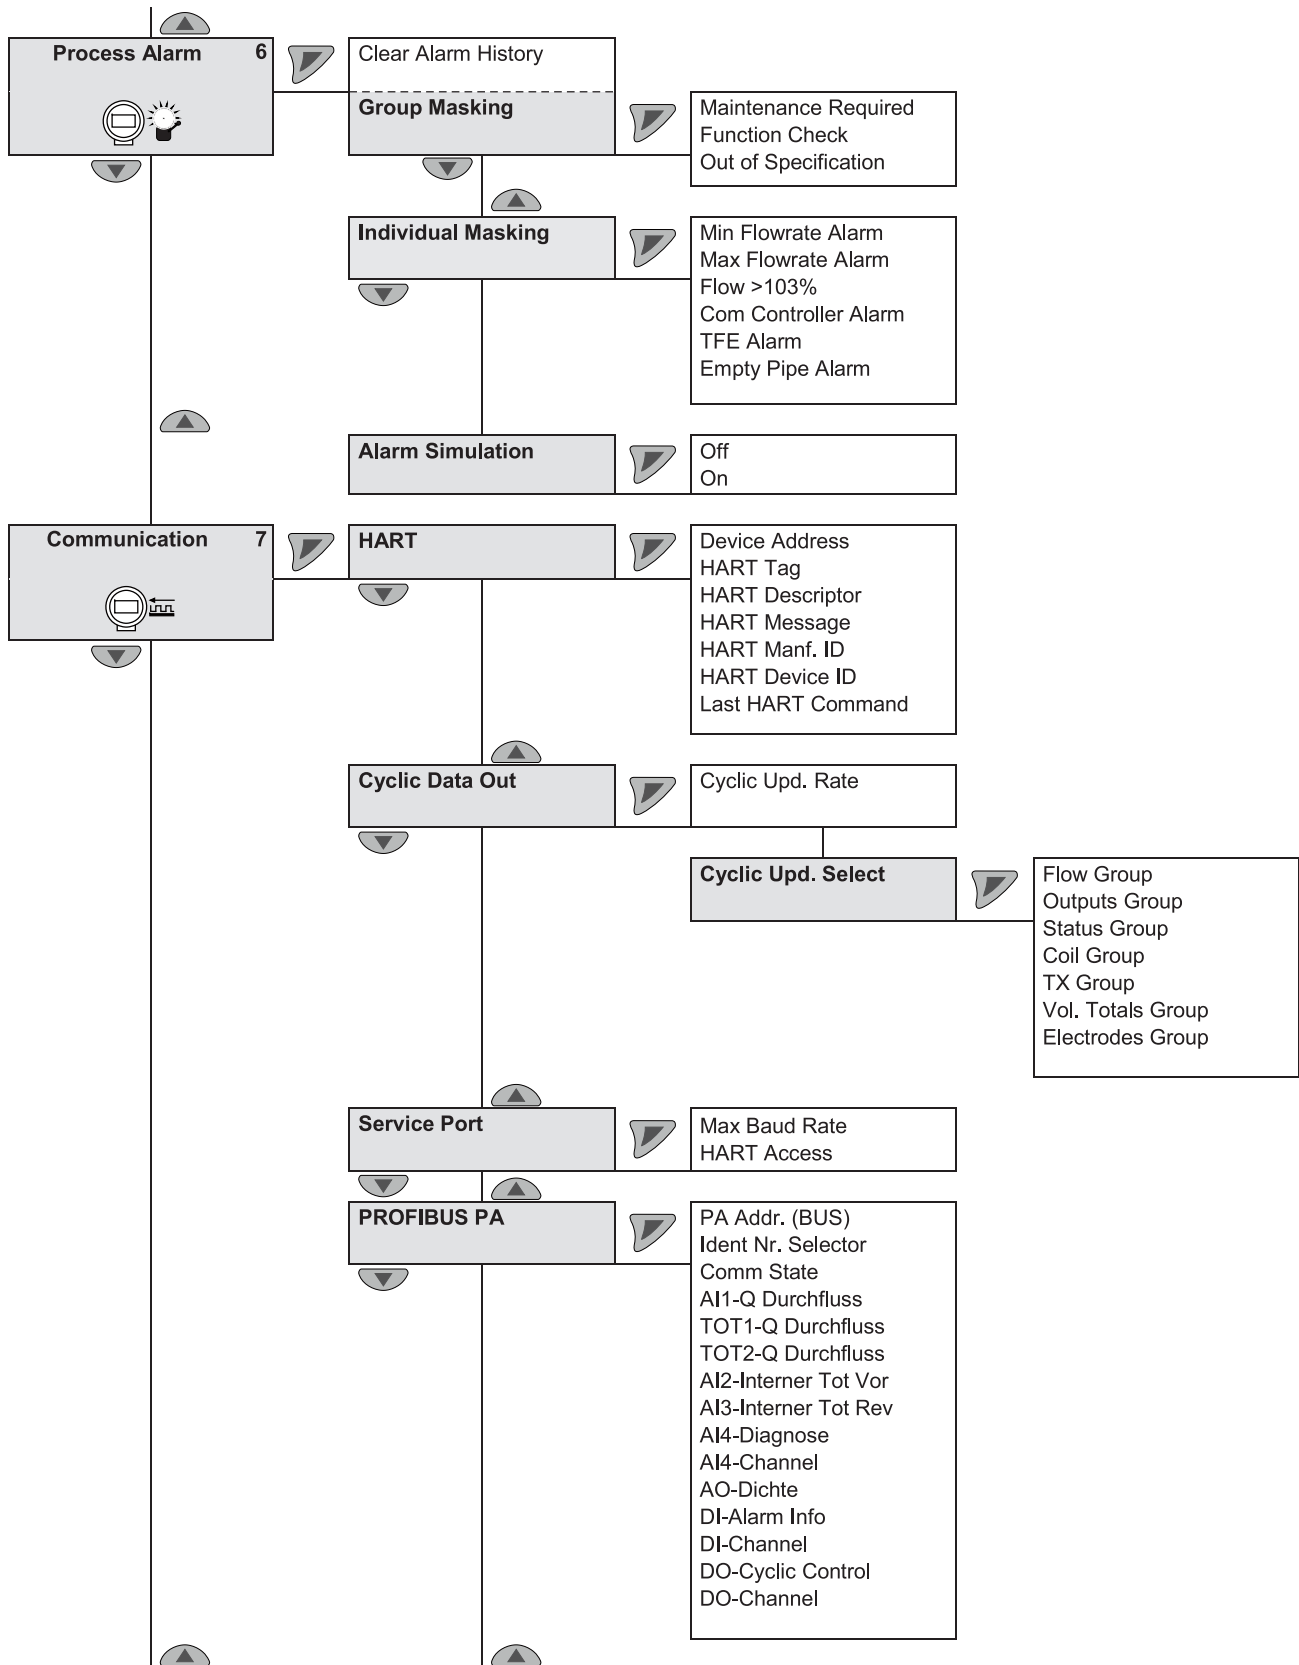 Process Alarm 6
Clear Alarm History
Group Masking
Maintenance Required
Function Check
Out of Specification
Individual Masking
Min Flowrate Alarm
Max Flowrate Alarm
Flow >103%
Com Controller Alarm
TFE Alarm
Empty Pipe Alarm
Alarm Simulation
Off
On
Communication 7
HART
Device Address
HART Tag
HART Descriptor
HART Message
HART Manf. ID
HART Device ID
Last HART Command
Cyclic Data Out
Cyclic Upd. Rate
Cyclic Upd. Select
Flow Group
Outputs Group
Status Group
Coil Group
TX Group
Vol. Totals Group
Electrodes Group
Service Port
Max Baud Rate
HART Access
PROFIBUS PA
PA Addr. (BUS)
Ident Nr. Selector
Comm State
AI1-Q Durchfluss
TOT1-Q Durchfluss
TOT2-Q Durchfluss
AI2-Interner Tot Vor
AI3-Interner Tot Rev
AI4-Diagnose
AI4-Channel
AO-Dichte
DI-Alarm Info
DI-Channel
DO-Cyclic Control
DO-Channel